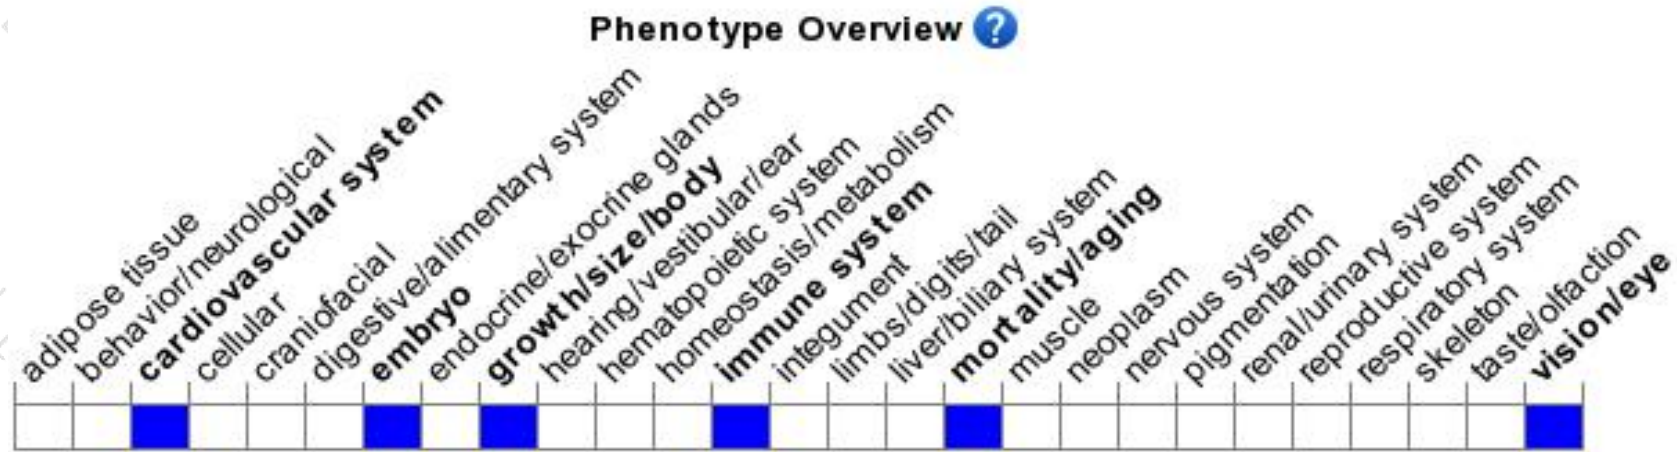 Phenotype Overview ?
adipose tissue
behavior/neurological
cardiovascular system
cellular
craniofacial
digestive/alimentary system
embryo
endocrine/exocrine glands
growth/size/body
hearing/vestibular/ear
hematopoietic system
homeostasis/metabolism
immune system
integument
limbs/digits/tail
liver/biliary system
mortality/aging
muscle
neoplasm
nervous system
pigmentation
renal/urinary system
reproductive system
respiratory system
skeleton
taste/olfaction
vision/eye